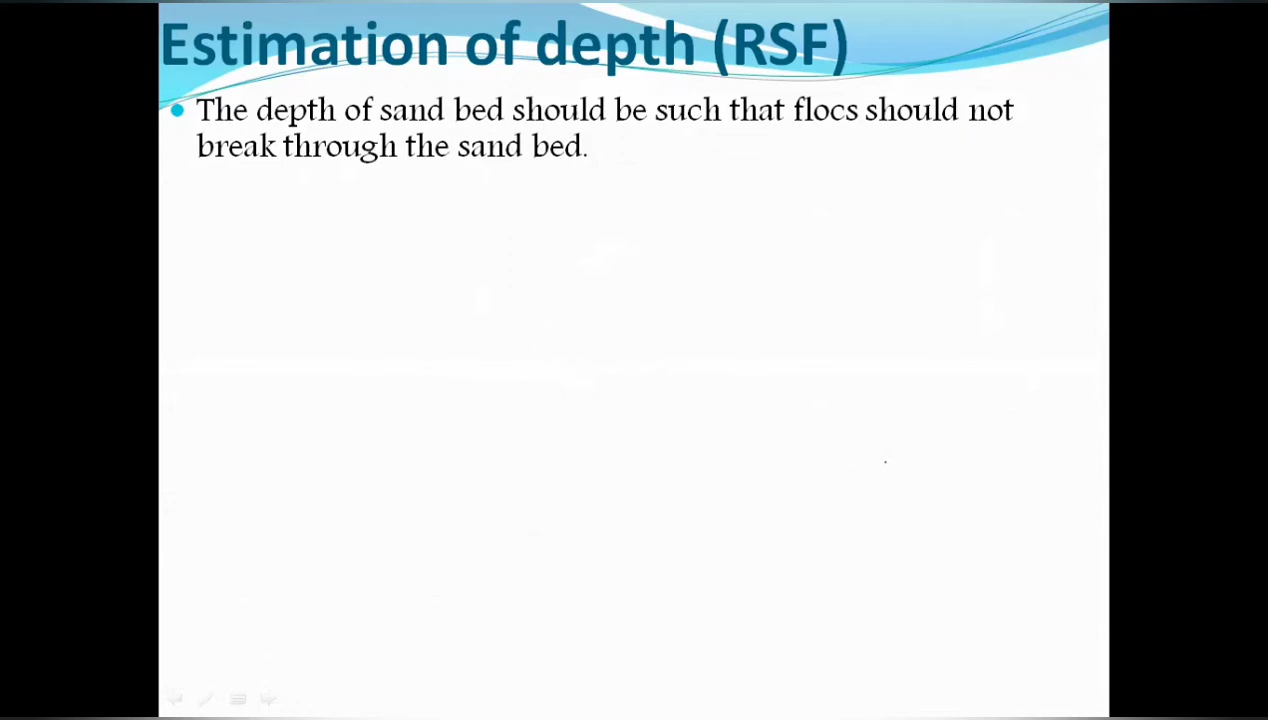 Estimation of depth (RSF)
• The depth of sand bed should be such that flocs should not
break through the sand bed.